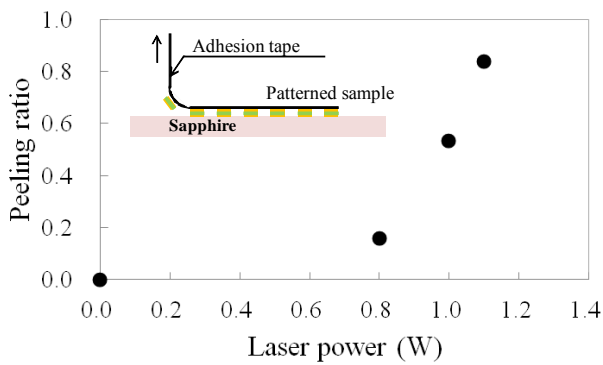 1.0
0.8
0.6
0.4
0.2
0.0
Peeling ratio
Adhesion tape
Patterned sample
Sapphire
0.0 0.2 0.4 0.6 0.8 1.0 1.2 1.4
Laser power (W)